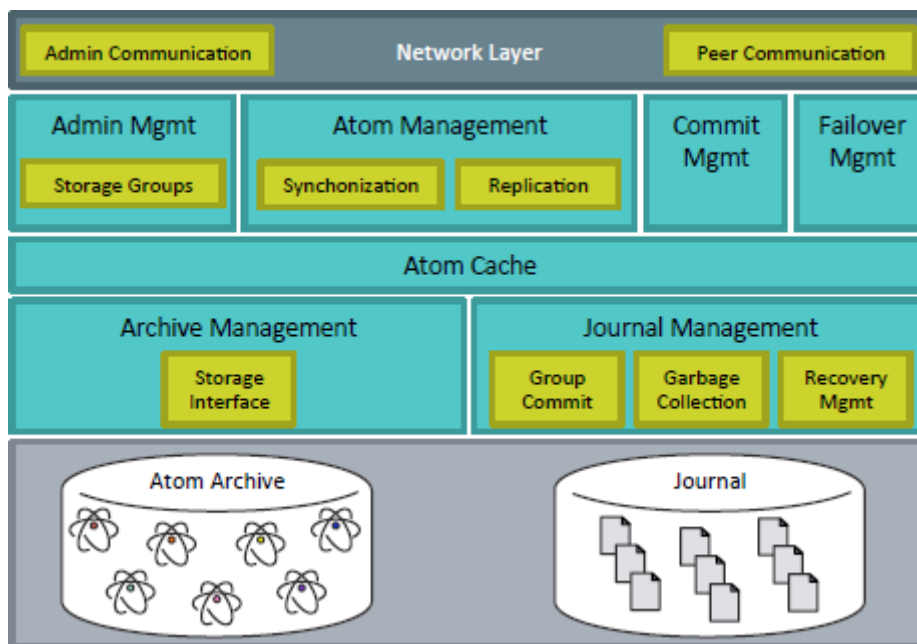 Admin Communication
Network Layer
Peer Communication
Admin Mgmt
Storage Groups
Atom Management
Synchonization
Replication
Commit
Mgmt
Failover
Mgmt
Atom Cache
Archive Management
Storage
Interface
Journal Management
Group
Commit
Garbage
Collection
Recovery
Mgmt
Atom Archive
Journal